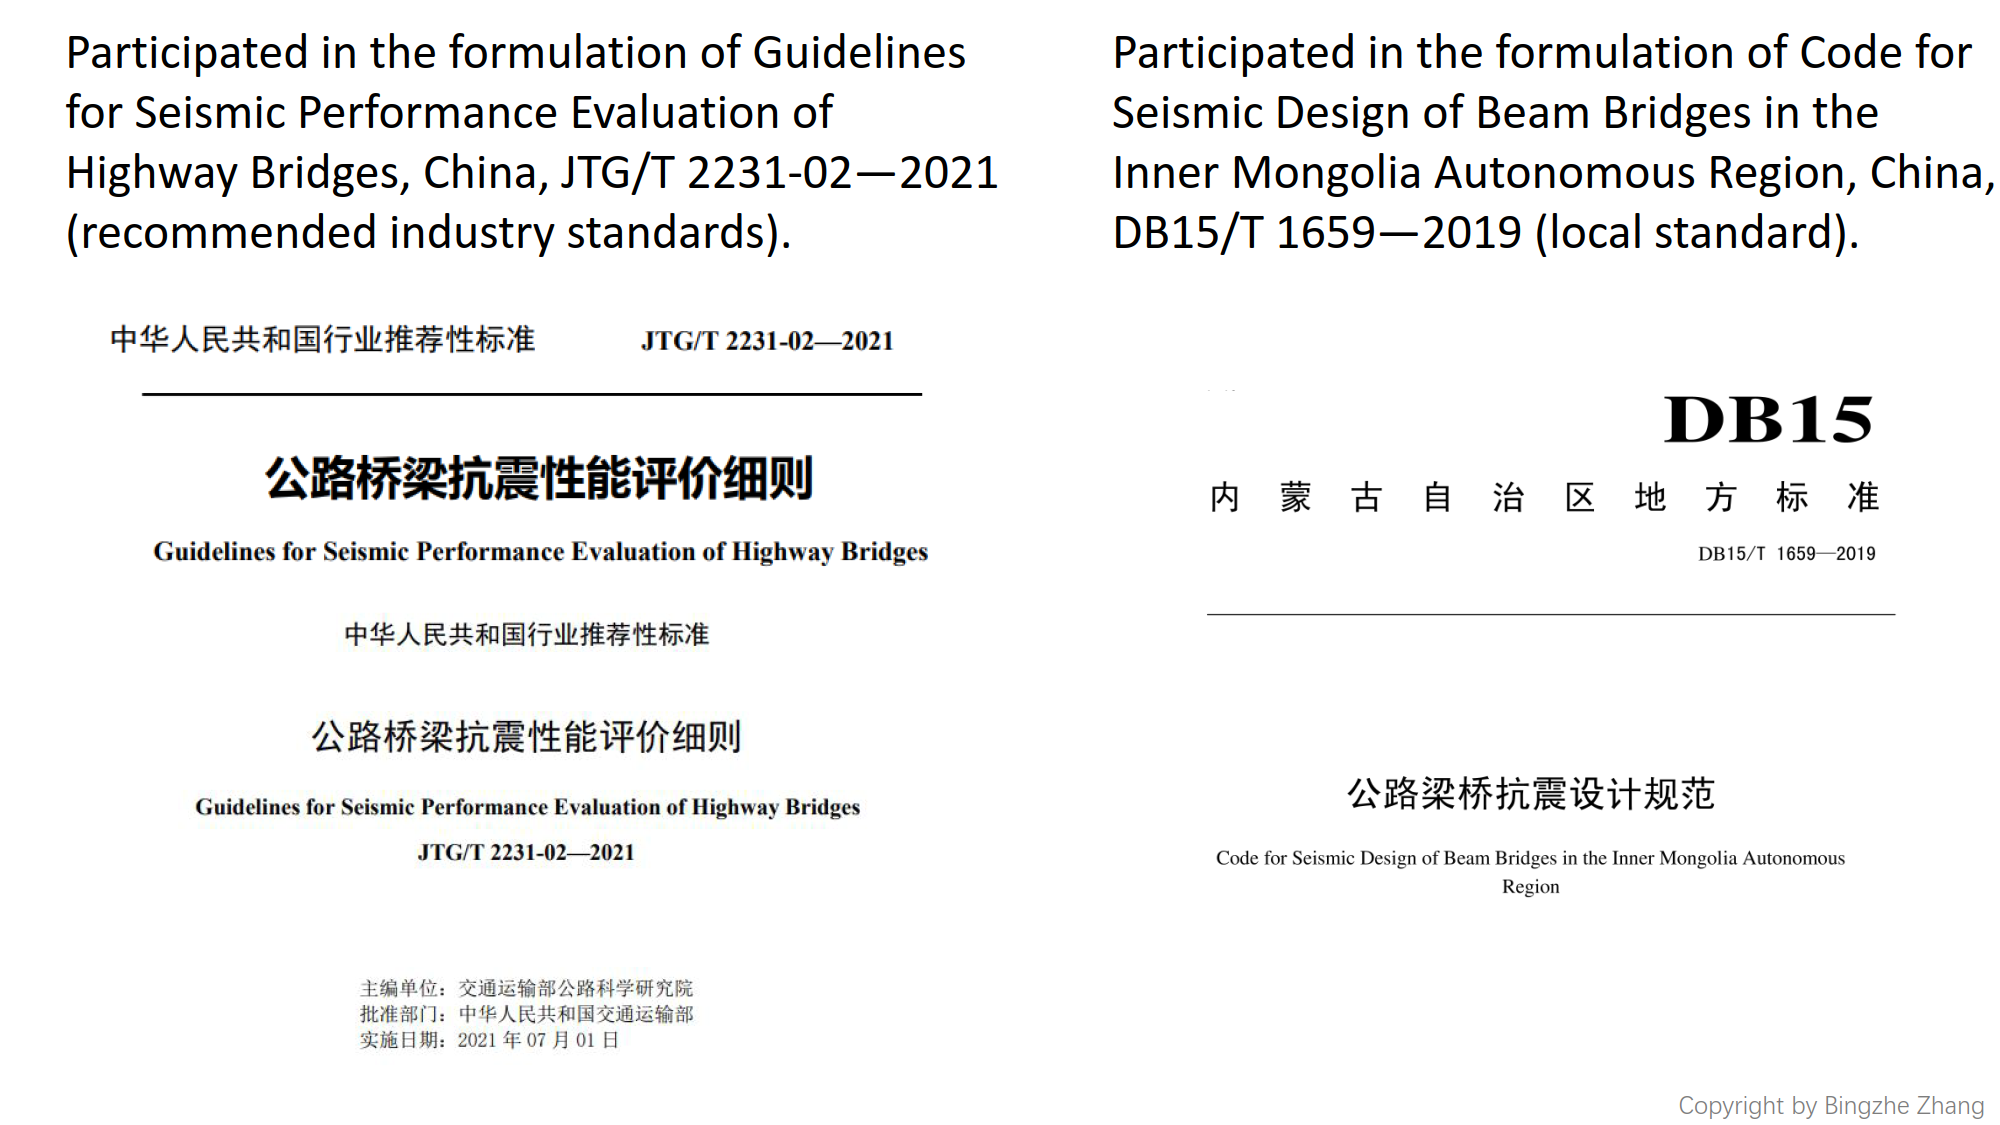 Participated in the formulation of Guidelines
for Seismic Performance Evaluation of
Highway Bridges, China, JTG/T 2231-02—2021
(recommended industry standards).
中华人民共和国行业推荐性标准 JTG/T 2231-02—2021
公路桥梁抗震性能评价细则
Guidelines for Seismic Performance Evaluation of Highway Bridges
中华人民共和国行业推荐性标准
公路桥梁抗震性能评价细则
Guidelines for Seismic Performance Evaluation of Highway Bridges
JTG/T 2231-02—2021
主编单位：交通运输部公路科学研究院
批准部门：中华人民共和国交通运输部
实施日期：2021 年 07 月 01 日
Participated in the formulation of Code for
Seismic Design of Beam Bridges in the
Inner Mongolia Autonomous Region, China,
DB15/T 1659—2019 (local standard).
DB15
内 蒙 古 自 治 区 地 方 标 准
DB15/T 1659—2019
公路梁桥抗震设计规范
Code for Seismic Design of Beam Bridges in the Inner Mongolia Autonomous
Region
Copyright by Bingzhe Zhang